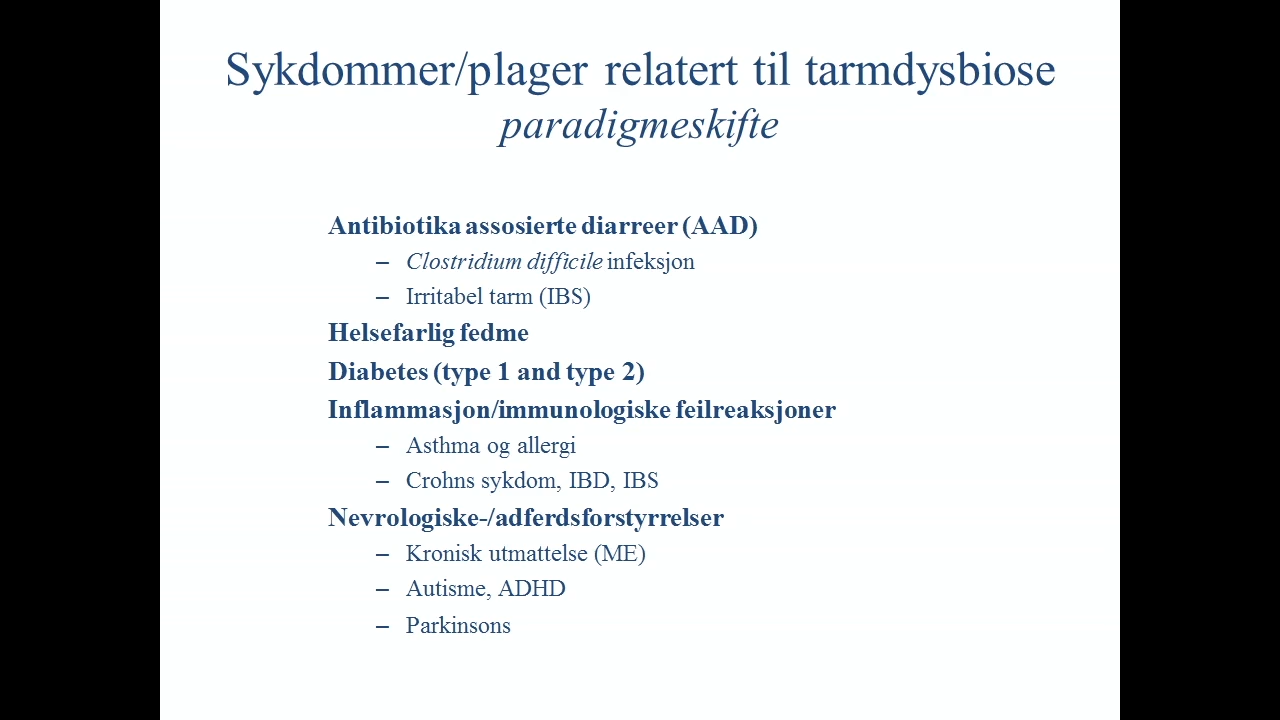 Sykdommer/plager relatert til tarmdysbiose
paradigmeskifte
Antibiotika assosierte diarreer (AAD)
– Clostridium difficile infeksjon
– Irritabel tarm (IBS)
Helsefarlig fedme
Diabetes (type 1 and type 2)
Inflammasjon/immunologiske feilreaksjoner
– Asthma og allergi
– Crohns sykdom, IBD, IBS
Nevrologiske-/adferdsforstyrrelser
– Kronisk utmattelse (ME)
– Autisme, ADHD
– Parkinsons